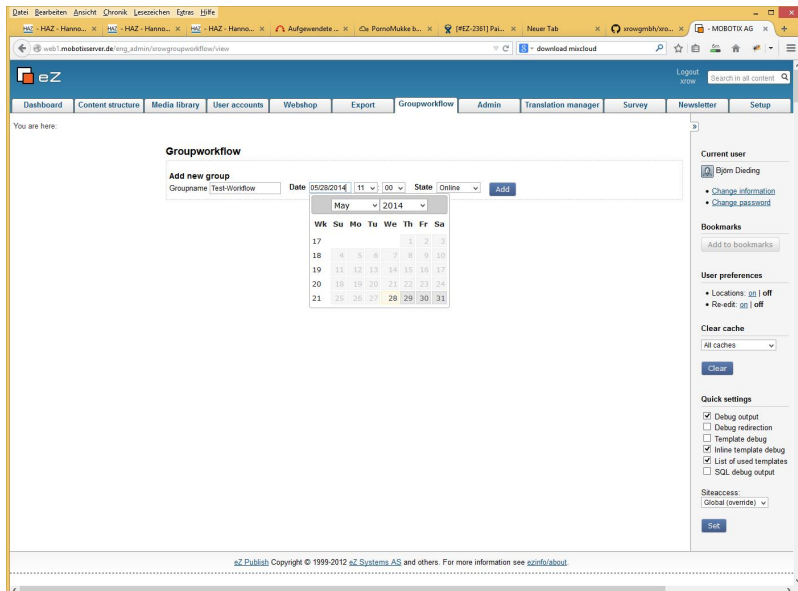 Datei Bearbeiten Ansicht Chronik Lesezeichen Extras Hilfe
HAZ - HAZ - Hanno... × HAZ - HAZ - Hanno... × HAZ - HAZ - Hanno... × Aufgewendete ... × PornoMukke b... × [#EZ-2361] Pai... × Neuer Tab × xrowgmbh/xro... × - MOBOTIX AG × +
web1.mobotixserver.de/eng_admin/xrowgroupworkflow/view download mixcloud
eZ
Logout
xrow
Search in all content
Dashboard Content structure Media library User accounts Webshop Export Groupworkflow Admin Translation manager Survey Newsletter Setup
You are here:
»
Groupworkflow
Add new group
Groupname Test-Workflow Date 05/28/2014 11 : 00 State Online Add
May 2014
Wk Su Mo Tu We Th Fr Sa
17 1 2 3
18 4 5 6 7 8 9 10
19 11 12 13 14 15 16 17
20 18 19 20 21 22 23 24
21 25 26 27 28 29 30 31
Current user
Björn Dieding
• Change information
• Change password
Bookmarks
Add to bookmarks
User preferences
• Locations: on | off
• Re-edit: on | off
Clear cache
All caches
Clear
Quick settings
Debug output
Debug redirection
Template debug
Inline template debug
List of used templates
SQL debug output
Siteaccess:
Global (override)
Set
eZ Publish Copyright © 1999-2012 eZ Systems AS and others. For more information see ezinfo/about.